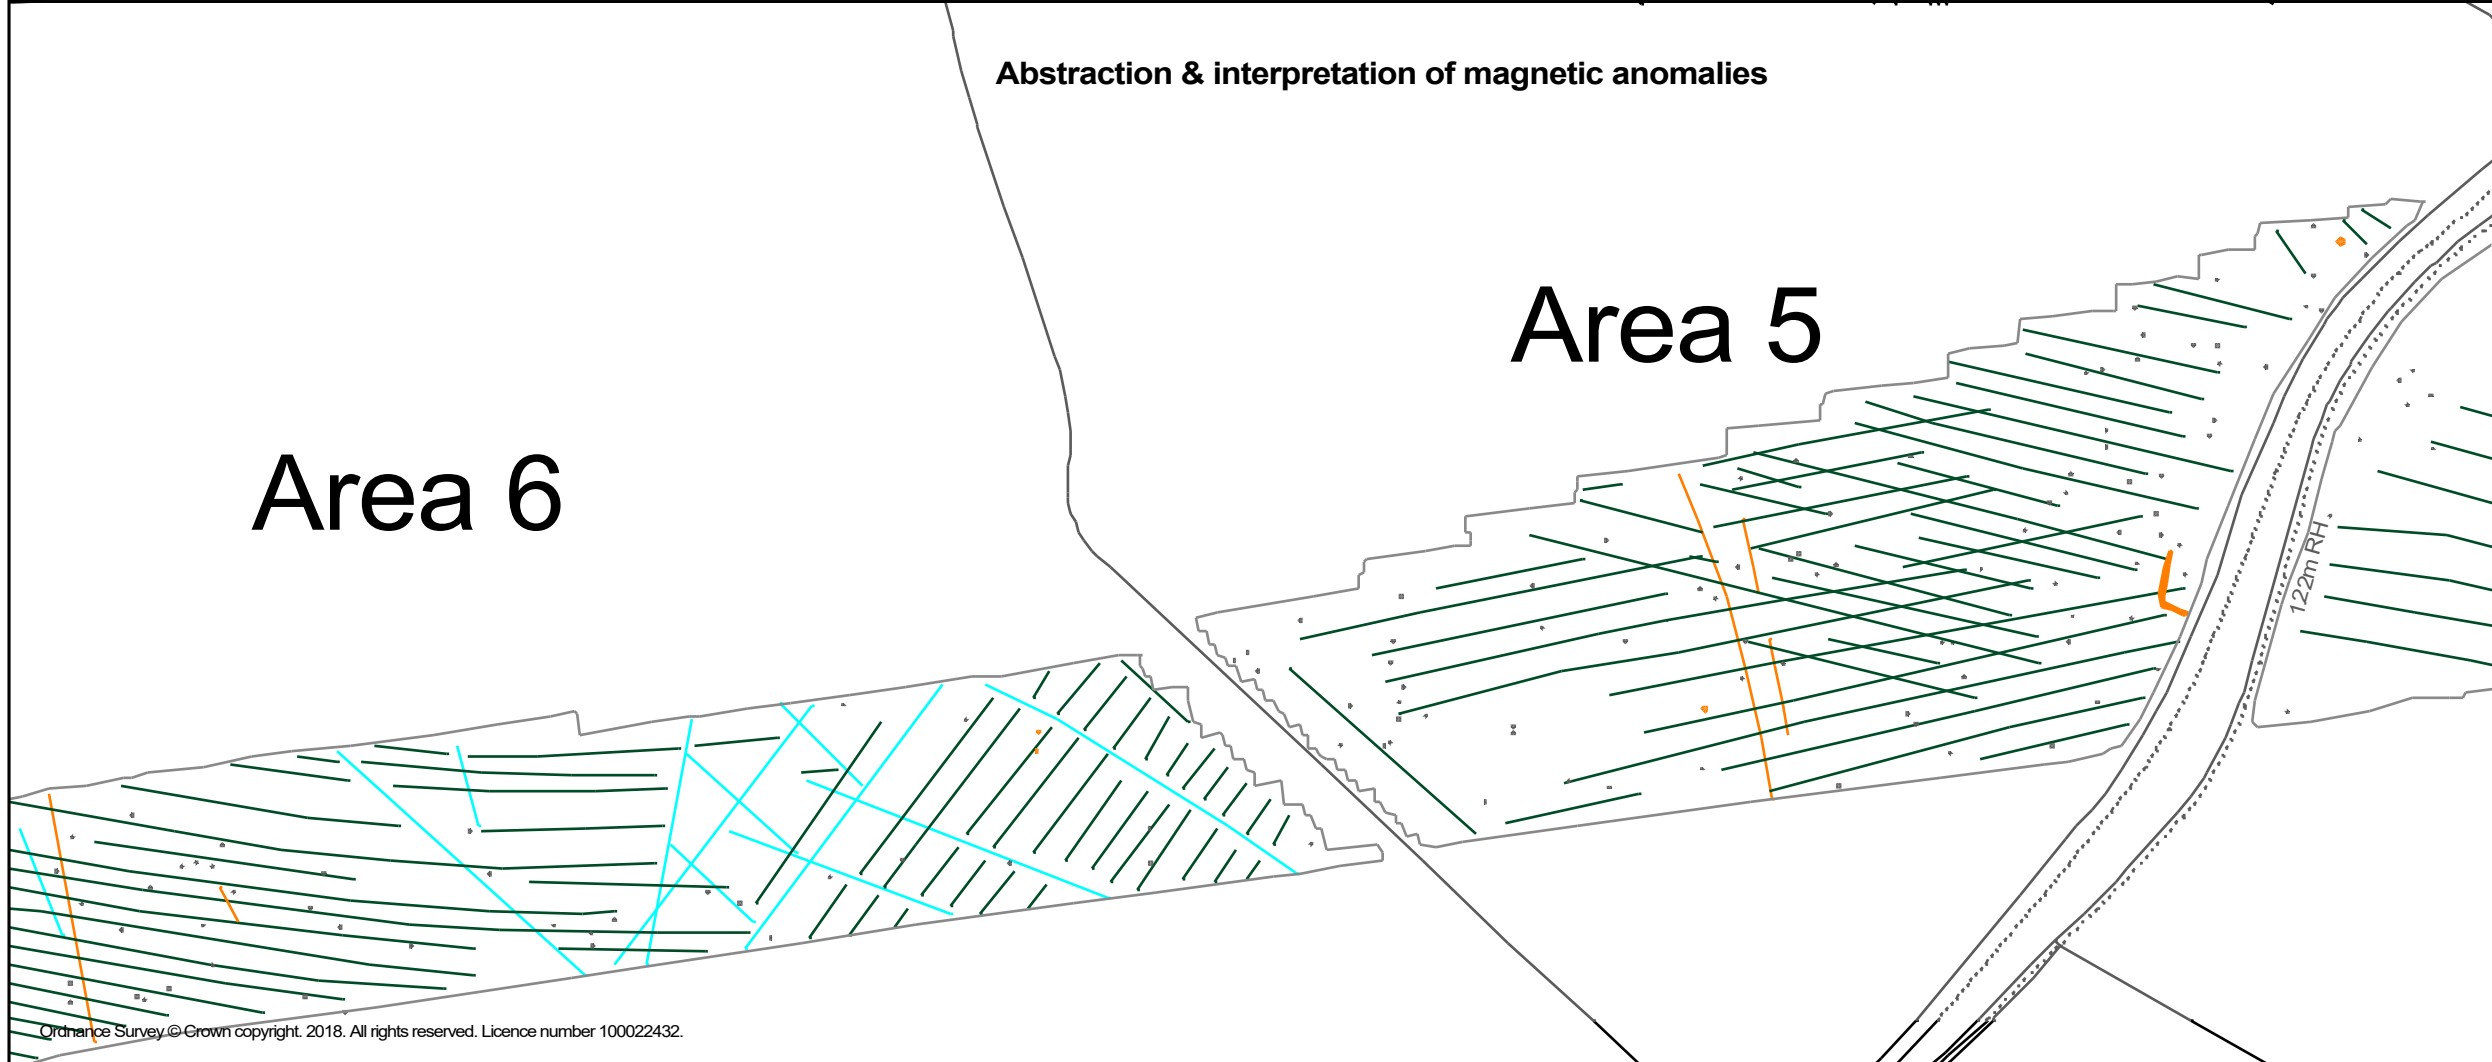 Abstraction & interpretation of magnetic anomalies
Area 5
Area 6
122m RH
Ordnance Survey © Crown copyright. 2018. All rights reserved. Licence number 100022432.